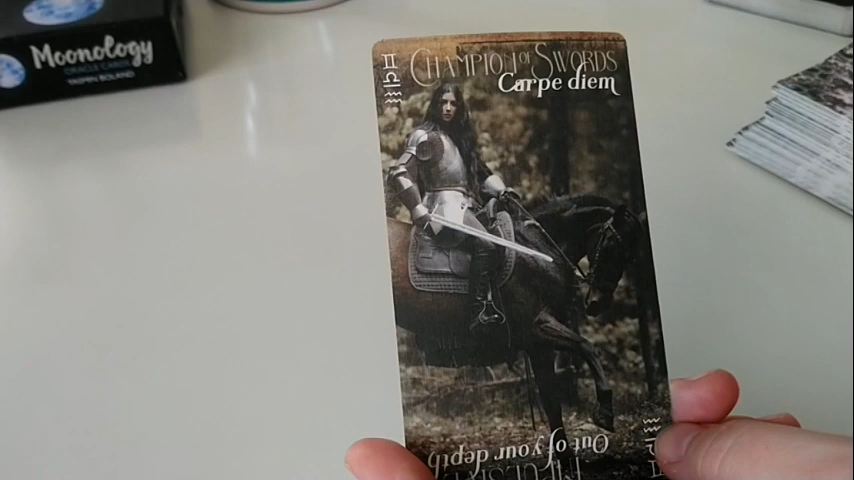 Moonology
ORACLE CARDS
YASMIN BOLAND
♊ CHAMPION OF SWORDS
♎ Carpe diem
♒
♒
♎
♊
Out of your depth